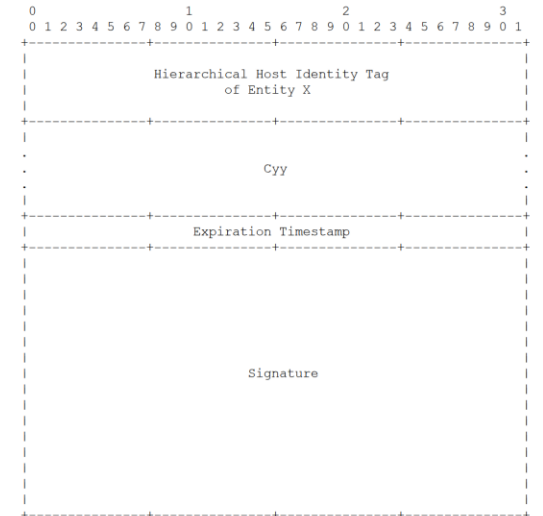 0                   1                   2                   3
0 1 2 3 4 5 6 7 8 9 0 1 2 3 4 5 6 7 8 9 0 1 2 3 4 5 6 7 8 9 0 1
Hierarchical Host Identity Tag
of Entity X
Cyy
Expiration Timestamp
Signature